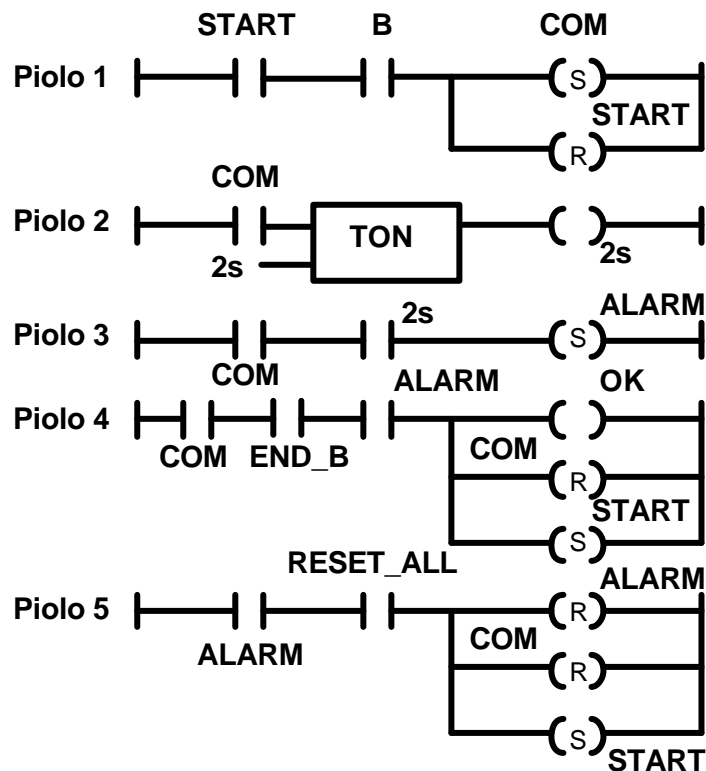 START B COM
Piolo 1 S
START
R
COM
Piolo 2 TON
2s 2s
ALARM
Piolo 3 2s S
COM ALARM OK
Piolo 4
COM END_B COM R
START
S
RESET_ALL ALARM
Piolo 5 R
ALARM COM R
S
START